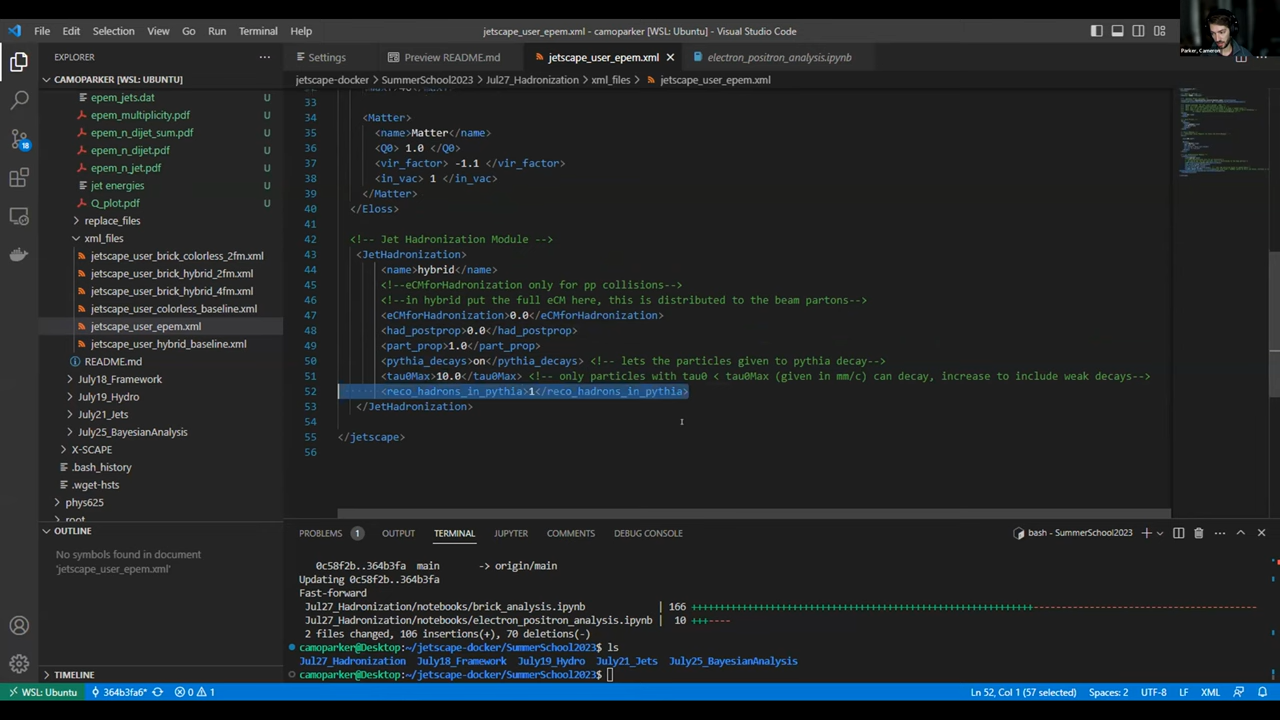 File Edit Selection View Go Run Terminal Help
jetscape_user_epem.xml - camoparker [WSL: Ubuntu] - Visual Studio Code
Parker, Cameron
EXPLORER
Settings
Preview README.md
jetscape_user_epem.xml
electron_positron_analysis.ipynb
CAMOPARKER [WSL: UBUNTU]
jetscape-docker > SummerSchool2023 > Jul27_Hadronization > xml_files > jetscape_user_epem.xml
epem_jets.dat U
epem_multiplicity.pdf U
epem_n_dijet_sum.pdf U
epem_n_dijet.pdf U
epem_n_jet.pdf U
jet energies U
Q_plot.pdf U
replace_files
xml_files
jetscape_user_brick_colorless_2fm.xml
jetscape_user_brick_hybrid_2fm.xml
jetscape_user_brick_hybrid_4fm.xml
jetscape_user_colorless_baseline.xml
jetscape_user_epem.xml
jetscape_user_hybrid_baseline.xml
README.md
July18_Framework
July19_Hydro
July21_Jets
July25_BayesianAnalysis
X-SCAPE
.bash_history
.wget-hsts
phys625
root
OUTLINE
No symbols found in document
'jetscape_user_epem.xml'
TIMELINE
33
34 <Matter>
35 <name>Matter</name>
36 <Q0> 1.0 </Q0>
37 <vir_factor> -1.1 </vir_factor>
38 <in_vac> 1 </in_vac>
39 </Matter>
40 </Eloss>
41
42 <!-- Jet Hadronization Module -->
43 <JetHadronization>
44 <name>hybrid</name>
45 <!--eCMforHadronization only for pp collisions-->
46 <!--in hybrid put the full eCM here, this is distributed to the beam partons-->
47 <eCMforHadronization>0.0</eCMforHadronization>
48 <had_postprop>0.0</had_postprop>
49 <part_prop>1.0</part_prop>
50 <pythia_decays>on</pythia_decays> <!-- lets the particles given to pythia decay-->
51 <tau0Max>10.0</tau0Max> <!-- only particles with tau0 < tau0Max (given in mm/c) can decay, increase to include weak decays-->
52 <reco_hadrons_in_pythia>1</reco_hadrons_in_pythia>
53 </JetHadronization>
54
55 </jetscape>
56
PROBLEMS 1 OUTPUT TERMINAL JUPYTER COMMENTS DEBUG CONSOLE
bash - SummerSchool2023
0c58f2b..364b3fa main -> origin/main
Updating 0c58f2b..364b3fa
Fast-forward
Jul27_Hadronization/notebooks/brick_analysis.ipynb | 166 ++++++++++++++++++++++++++++++++++++++++++++++++++++++++++-------------------------------------
Jul27_Hadronization/notebooks/electron_positron_analysis.ipynb | 10 +++----
2 files changed, 106 insertions(+), 70 deletions(-)
camoparker@Desktop:~/jetscape-docker/SummerSchool2023$ ls
Jul27_Hadronization July18_Framework July19_Hydro July21_Jets July25_BayesianAnalysis
camoparker@Desktop:~/jetscape-docker/SummerSchool2023$
WSL: Ubuntu 364b3fa* 0 1
Ln 52, Col 1 (57 selected) Spaces: 2 UTF-8 LF XML